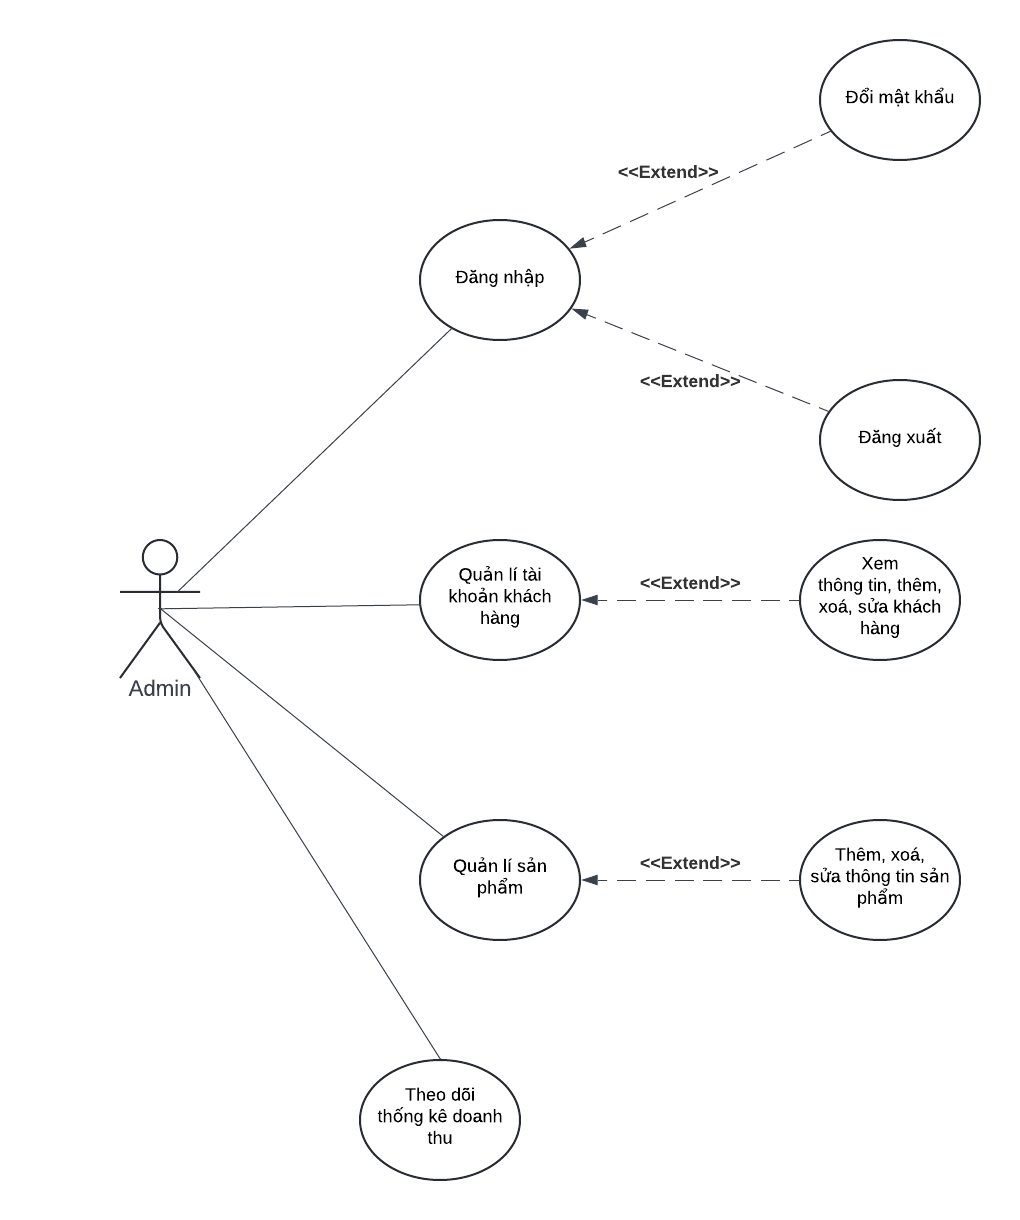 Đổi mật khẩu
<<Extend>>
Đăng nhập
<<Extend>>
Đăng xuất
Quản lí tài
khoản khách
hàng
<<Extend>>
Xem
thông tin, thêm,
xoá, sửa khách
hàng
Admin
Quản lí sản
phẩm
<<Extend>>
Thêm, xoá,
sửa thông tin sản
phẩm
Theo dõi
thống kê doanh
thu